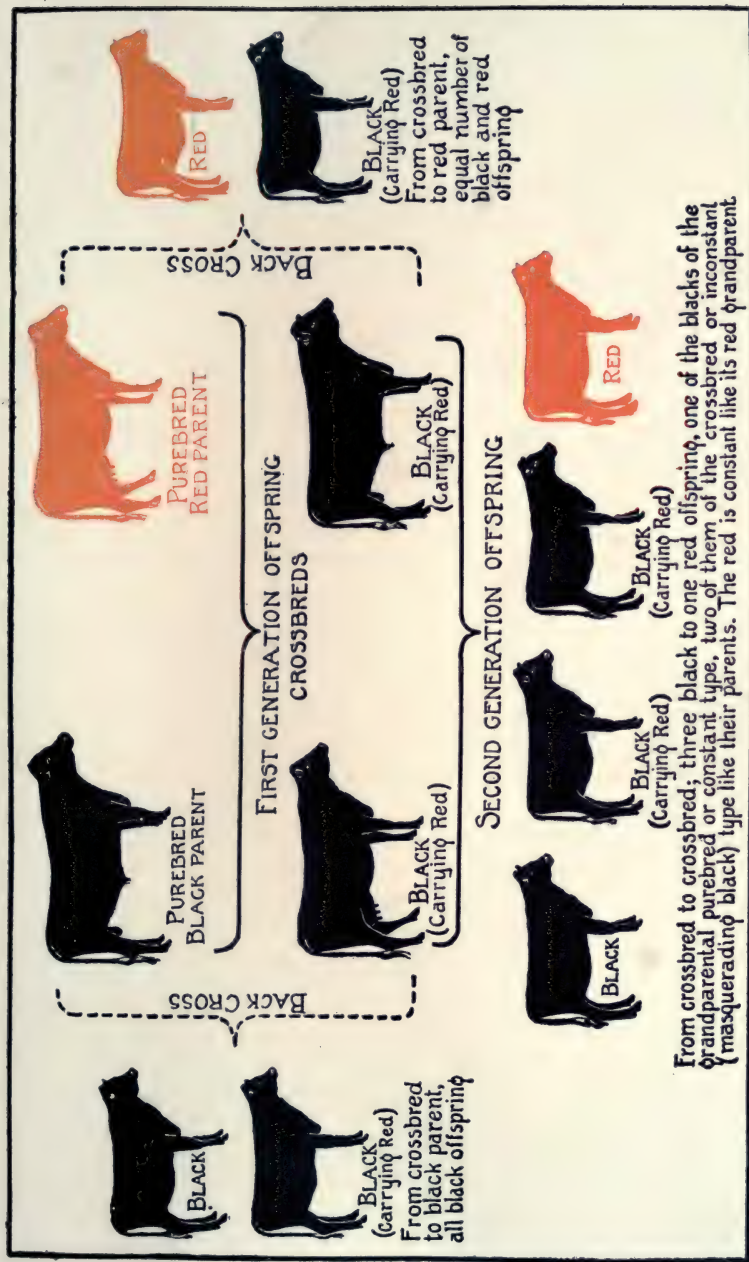 PUREBRED
BLACK PARENT
PUREBRED
RED PARENT
FIRST GENERATION OFFSPRING
CROSSBREDS
BACK CROSS
BLACK
BLACK
(Carrying Red)
From crossbred
to black parent,
all black offspring
BLACK
(Carrying Red)
BLACK
(Carrying Red)
BACK CROSS
RED
BLACK
(Carrying Red)
From crossbred
to red parent,
equal number of
black and red
offspring
SECOND GENERATION OFFSPRING
BLACK
BLACK
(Carrying Red)
BLACK
(Carrying Red)
RED
From crossbred to crossbred; three black to one red offspring, one of the blacks of the
grandparental purebred or constant type, two of them of the crossbred or inconstant
(masquerading black) type like their parents. The red is constant like its red grandparent